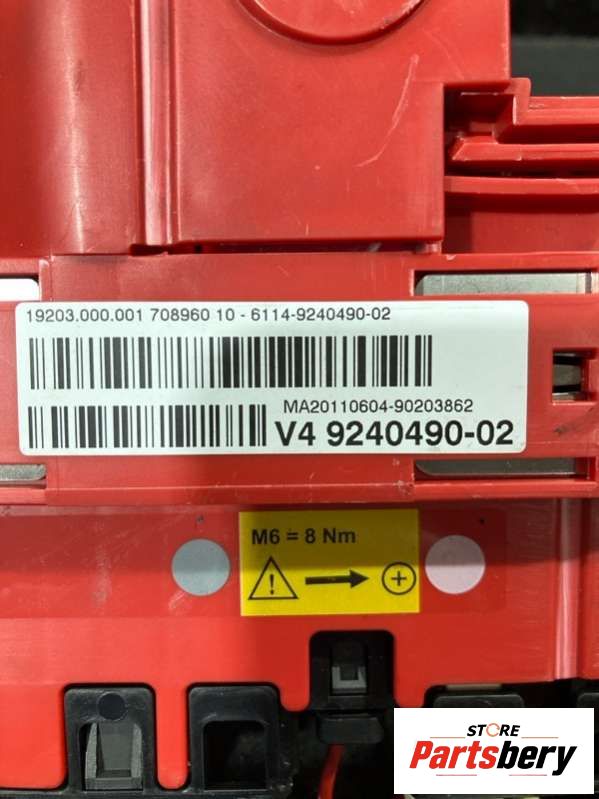 19203.000.001 708960 10 - 6114-9240490-02
MA20110604-90203862
V4 9240490-02
M6 = 8 Nm
STORE
Partsbery